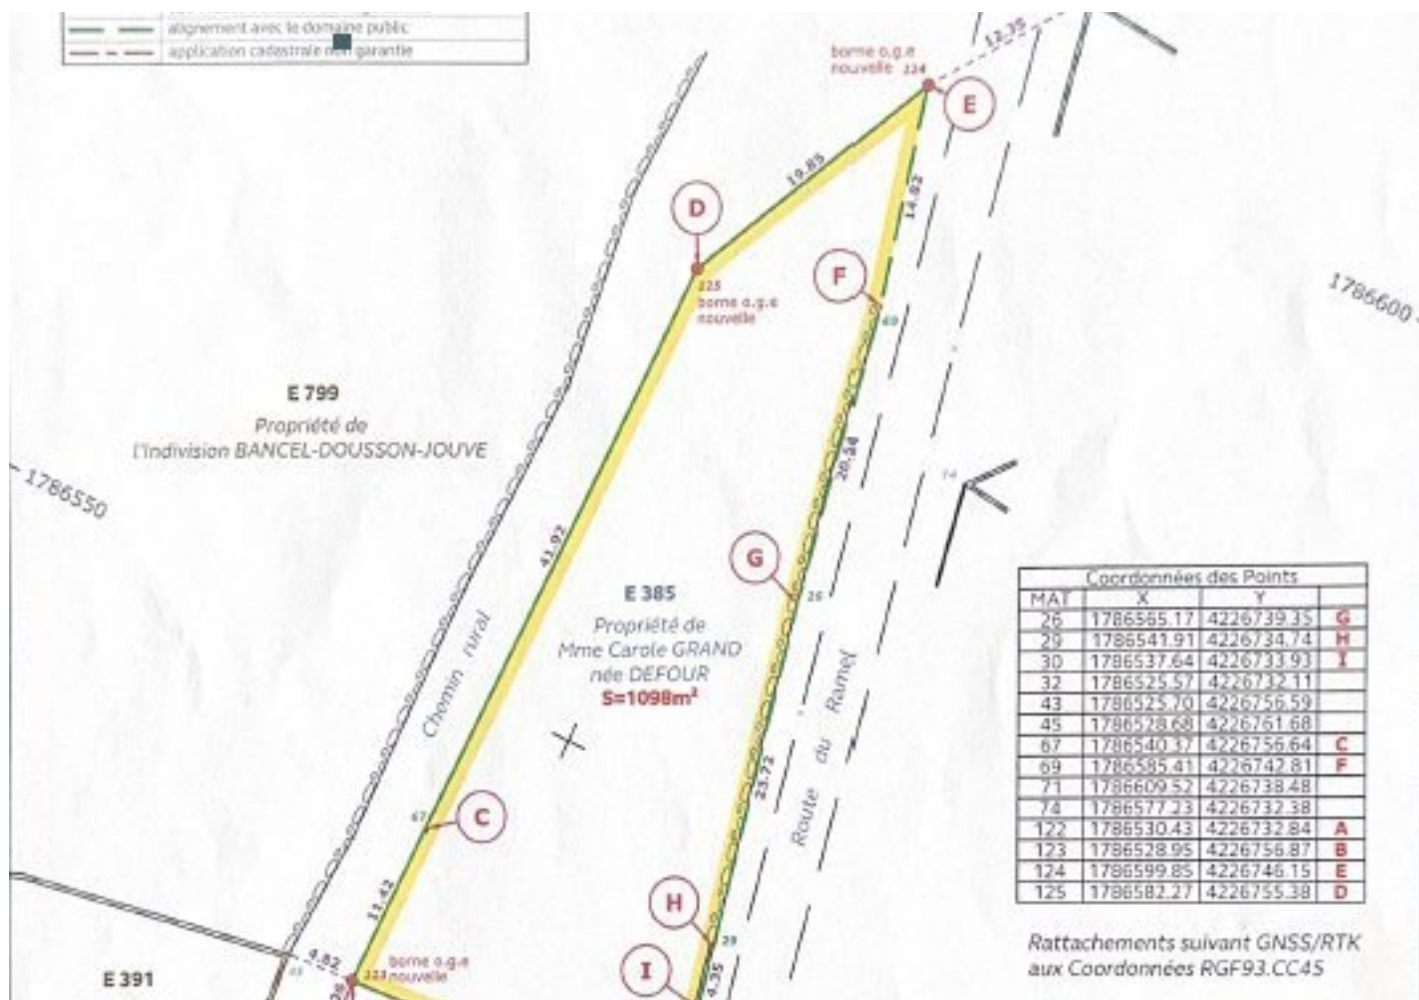 alignement avec le domaine public
application cadastrale non garantie
borne o.g.e
nouvelle 124
12.35
E
19.85
14.82
D
125
borne o.g.e
nouvelle
F
69
1786600
E 799
Propriété de
l'Indivision BANCEL-DOUSSON-JOUVE
1786550
20.54
74
41.92
G
26
E 385
Propriété de
Mme Carole GRAND
née DEFOUR
S=1098m²
Chemin rural
Route du Ramel
23.72
67
C
11.42
H
29
I
4.35
4.82
45
123
borne o.g.e
nouvelle
E 391
Coordonnées des Points
MAT X Y
26 1786565.17 4226739.35 G
29 1786541.91 4226734.74 H
30 1786537.64 4226733.93 I
32 1786525.57 4226732.11
43 1786525.70 4226756.59
45 1786528.68 4226761.68
67 1786540.37 4226756.64 C
69 1786585.41 4226742.81 F
71 1786609.52 4226738.48
74 1786577.23 4226732.38
122 1786530.43 4226732.84 A
123 1786528.95 4226756.87 B
124 1786599.85 4226746.15 E
125 1786582.27 4226755.38 D
Rattachements suivant GNSS/RTK
aux Coordonnées RGF93.CC45